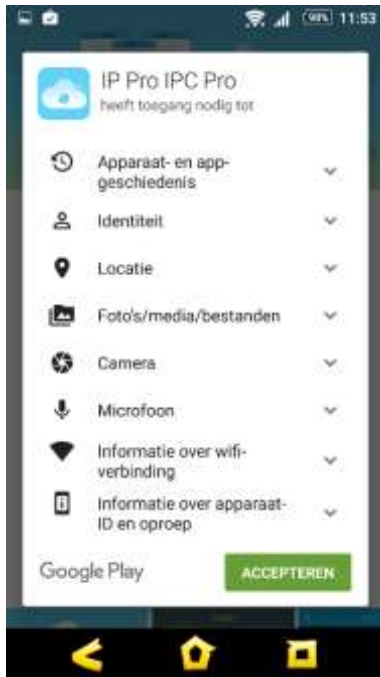 98% 11:53
IP Pro IPC Pro
heeft toegang nodig tot
Apparaat- en app-
geschiedenis
Identiteit
Locatie
Foto's/media/bestanden
Camera
Microfoon
Informatie over wifi-
verbinding
Informatie over apparaat-
ID en oproep
Google Play
ACCEPTEREN